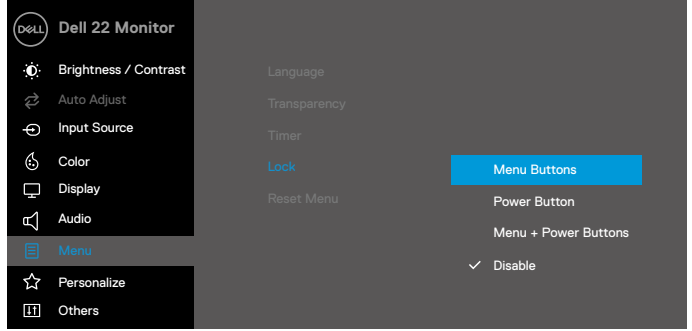 DELL Dell 22 Monitor
Brightness / Contrast
Auto Adjust
Input Source
Color
Display
Audio
Menu
Personalize
Others
Language
Transparency
Timer
Lock
Reset Menu
Menu Buttons
Power Button
Menu + Power Buttons
Disable